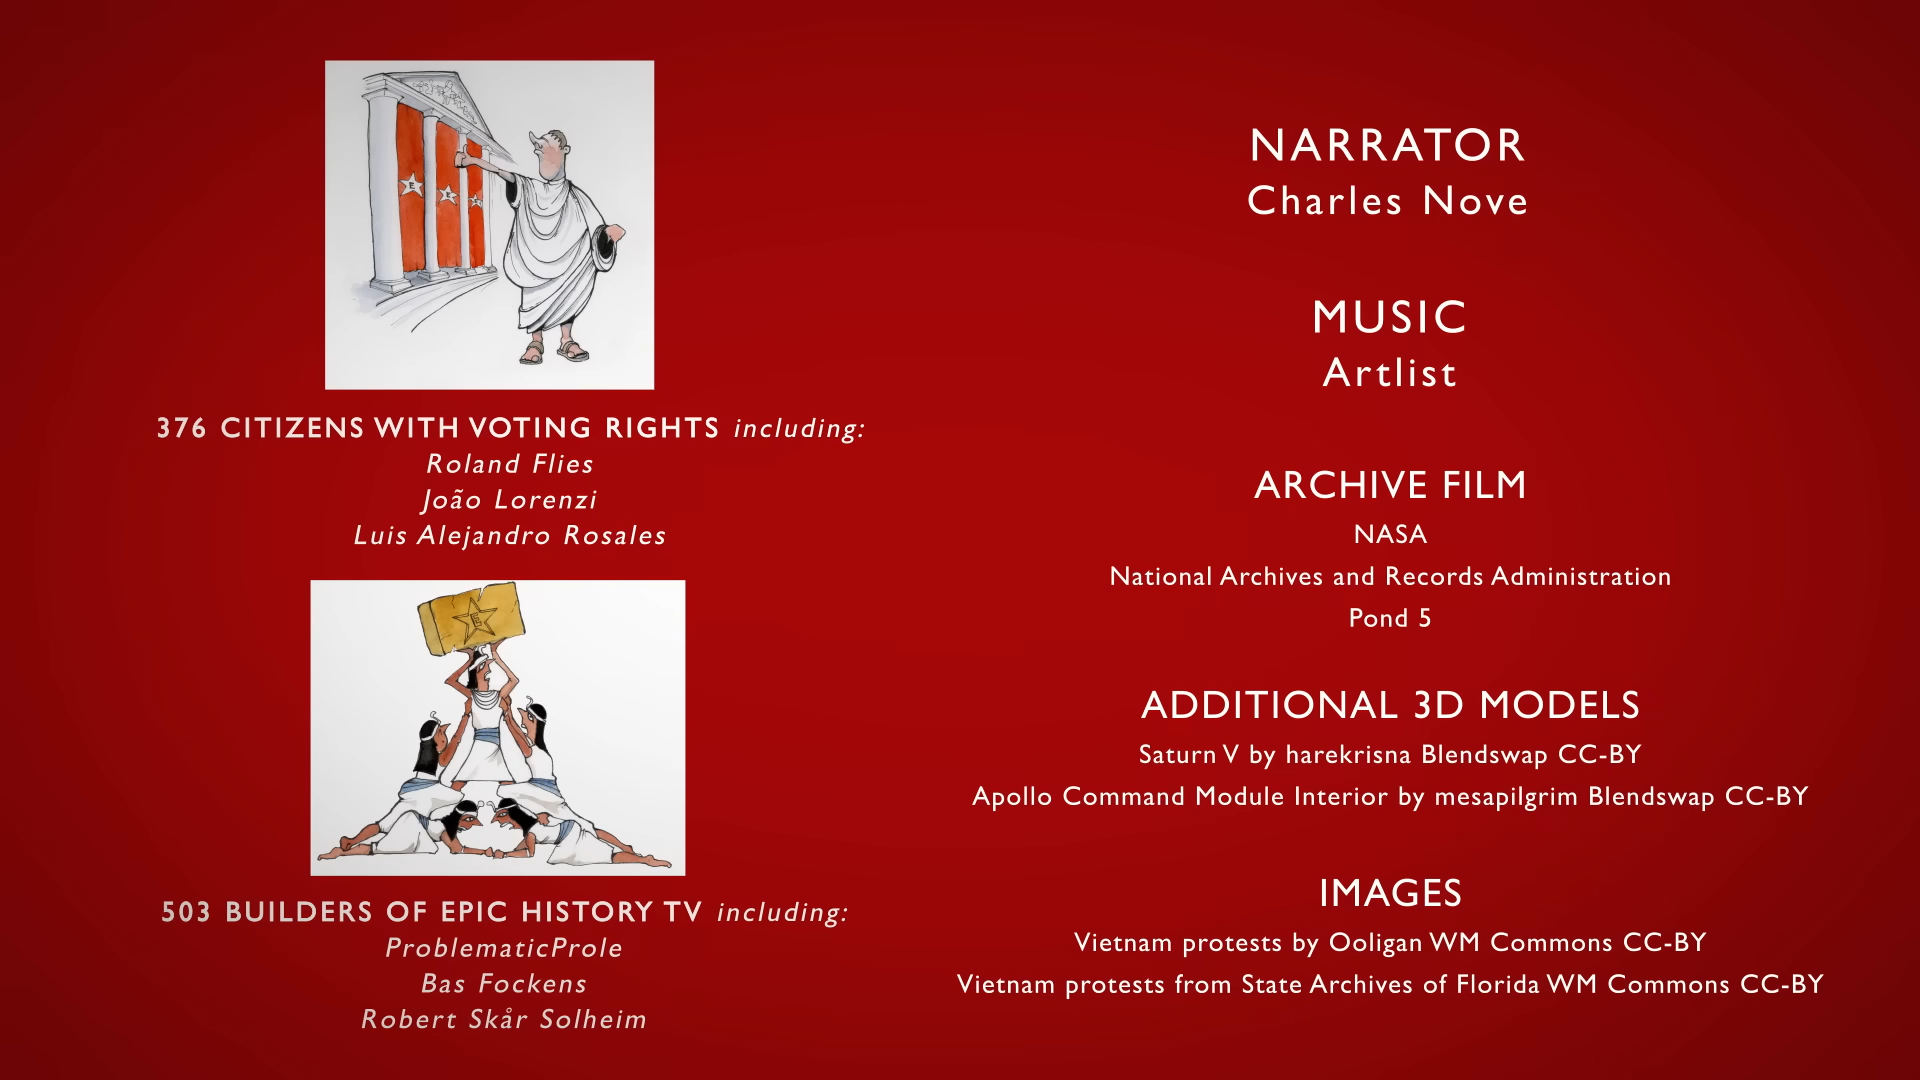 E
E
E
376 CITIZENS WITH VOTING RIGHTS including:
Roland Flies
João Lorenzi
Luis Alejandro Rosales
E
503 BUILDERS OF EPIC HISTORY TV including:
ProblematicProle
Bas Fockens
Robert Skår Solheim
NARRATOR
Charles Nove
MUSIC
Artlist
ARCHIVE FILM
NASA
National Archives and Records Administration
Pond 5
ADDITIONAL 3D MODELS
Saturn V by harekrisna Blendswap CC-BY
Apollo Command Module Interior by mesapilgrim Blendswap CC-BY
IMAGES
Vietnam protests by Ooligan WM Commons CC-BY
Vietnam protests from State Archives of Florida WM Commons CC-BY